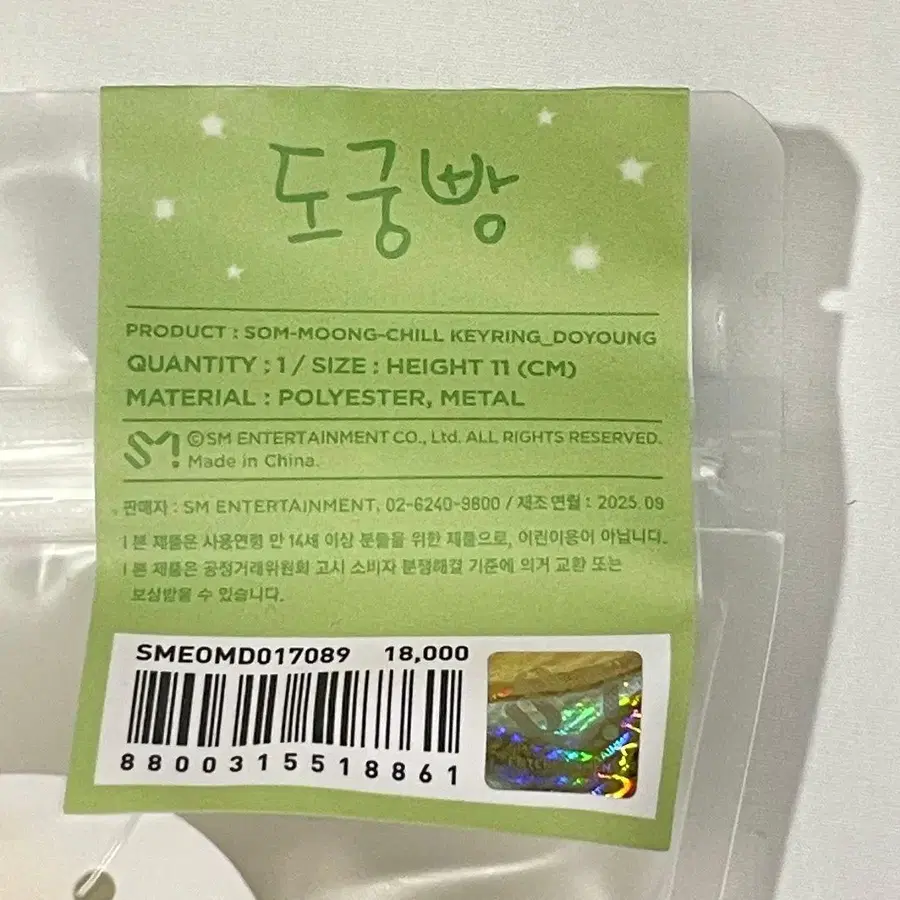 도궁빵
PRODUCT : SOM-MOONG-CHILL KEYRING_DOYOUNG
QUANTITY : 1 / SIZE : HEIGHT 11 (CM)
MATERIAL : POLYESTER, METAL
SM! ©SM ENTERTAINMENT CO., Ltd. ALL RIGHTS RESERVED.
Made in China.
판매자 : SM ENTERTAINMENT, 02-6240-9800 / 제조연월 : 2025.09
본 제품은 사용연령 만 14세 이상 분들을 위한 제품으로, 어린이용이 아닙니다.
본 제품은 공정거래위원회 고시 소비자 분쟁해결 기준에 의거 교환 또는
보상받을 수 있습니다.
SMEOMD017089 18,000
8800315518861